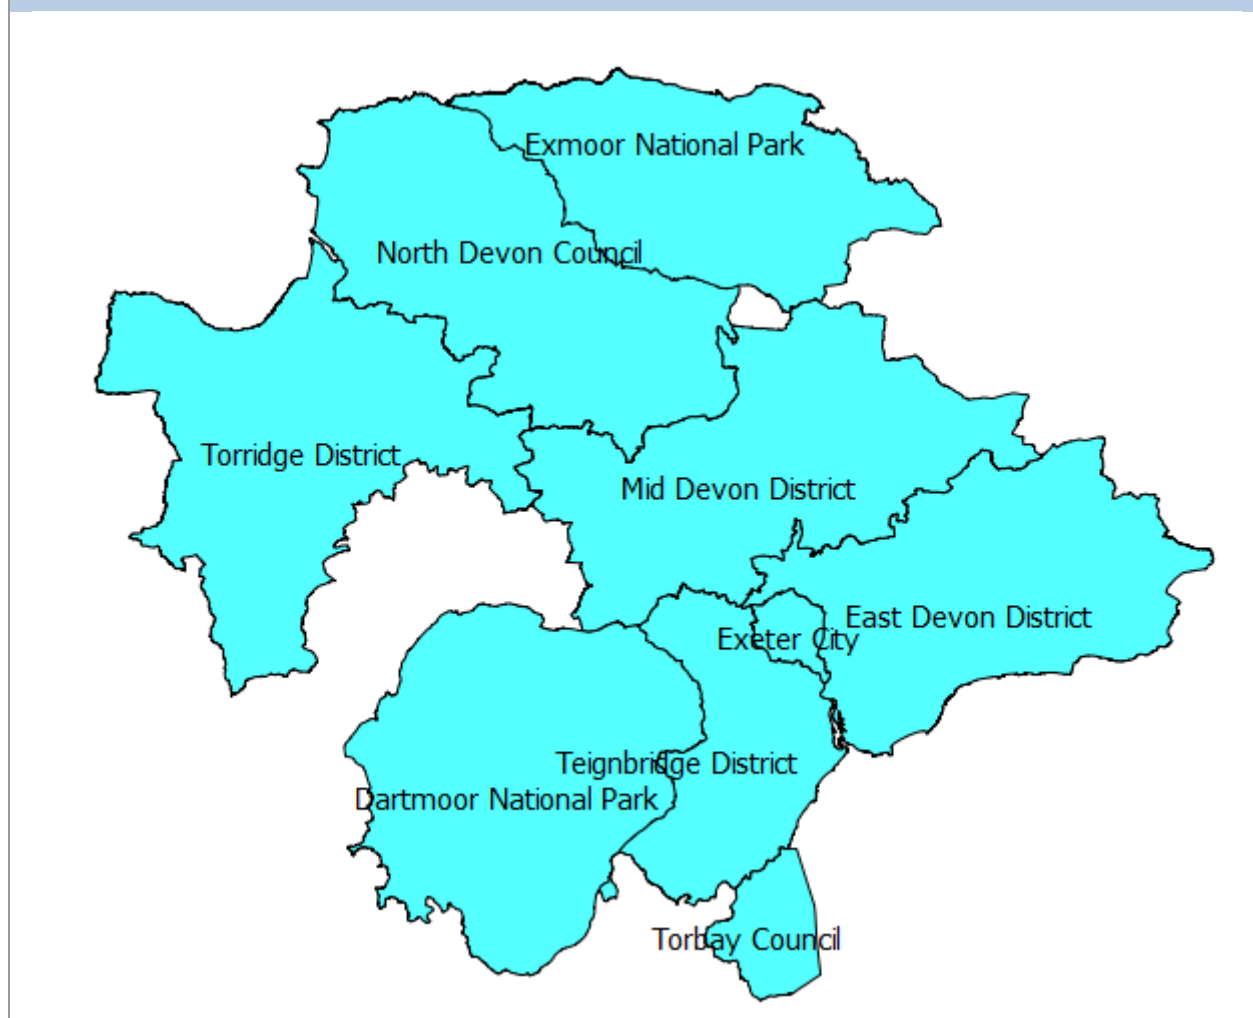 Exmoor National Park
North Devon Council
Torridge District
Mid Devon District
East Devon District
Exeter City
Teignbridge District
Dartmoor National Park
Torbay Council